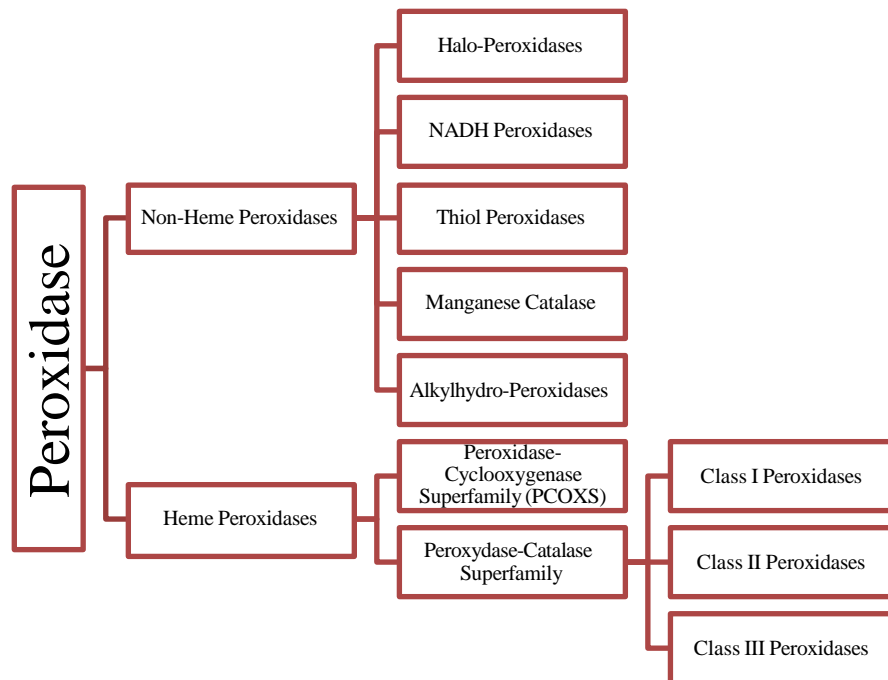 Peroxidase
Non-Heme Peroxidases
Halo-Peroxidases
NADH Peroxidases
Thiol Peroxidases
Manganese Catalase
Alkylhydro-Peroxidases
Heme Peroxidases
Peroxidase-
Cyclooxygenase
Superfamily (PCOXS)
Peroxydase-Catalase
Superfamily
Class I Peroxidases
Class II Peroxidases
Class III Peroxidases